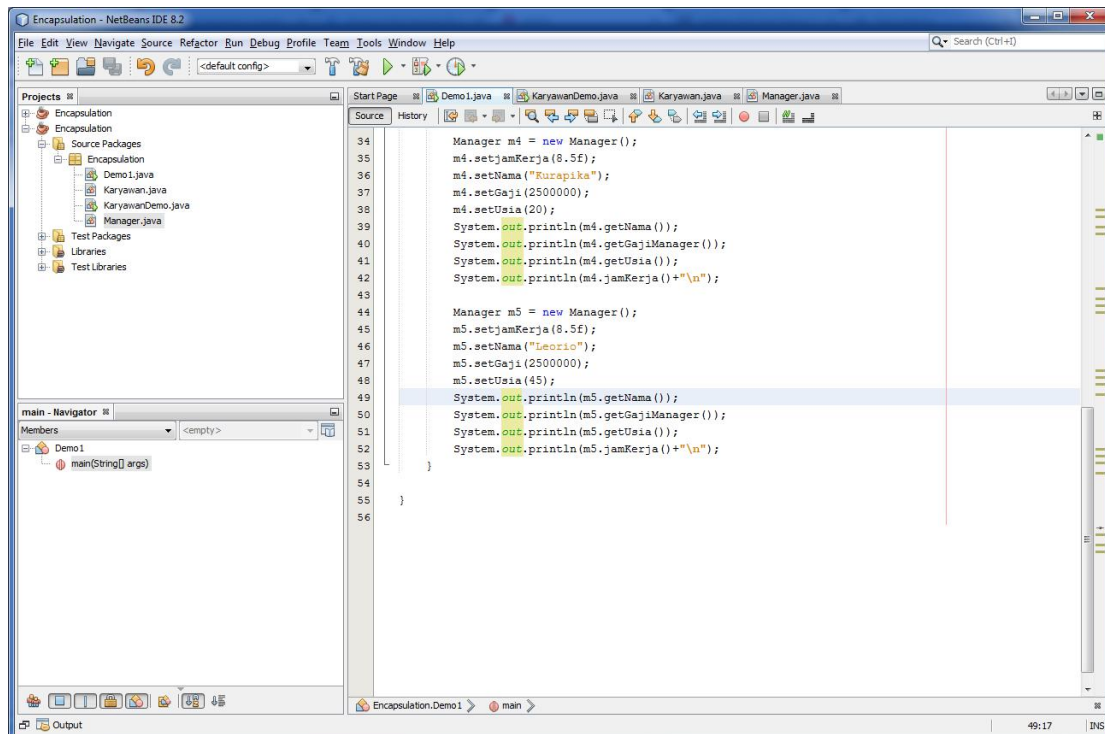 Encapsulation - NetBeans IDE 8.2
File Edit View Navigate Source Refactor Run Debug Profile Team Tools Window Help
Search (Ctrl+I)
<default config>
Projects
Encapsulation
Encapsulation
Source Packages
Encapsulation
Demo1.java
Karyawan.java
KaryawanDemo.java
Manager.java
Test Packages
Libraries
Test Libraries
main - Navigator
Members <empty>
Demo1
main(String[] args)
Start Page Demo1.java KaryawanDemo.java Karyawan.java Manager.java
Source History
34 Manager m4 = new Manager();
35 m4.setjamKerja(8.5f);
36 m4.setNama("Kurapika");
37 m4.setGaji(2500000);
38 m4.setUsia(20);
39 System.out.println(m4.getNama());
40 System.out.println(m4.getGajiManager());
41 System.out.println(m4.getUsia());
42 System.out.println(m4.jamKerja()+"\n");
43
44 Manager m5 = new Manager();
45 m5.setjamKerja(8.5f);
46 m5.setNama("Leorio");
47 m5.setGaji(2500000);
48 m5.setUsia(45);
49 System.out.println(m5.getNama());
50 System.out.println(m5.getGajiManager());
51 System.out.println(m5.getUsia());
52 System.out.println(m5.jamKerja()+"\n");
53 }
54
55 }
56
Encapsulation.Demo1 main
Output
49:17 INS